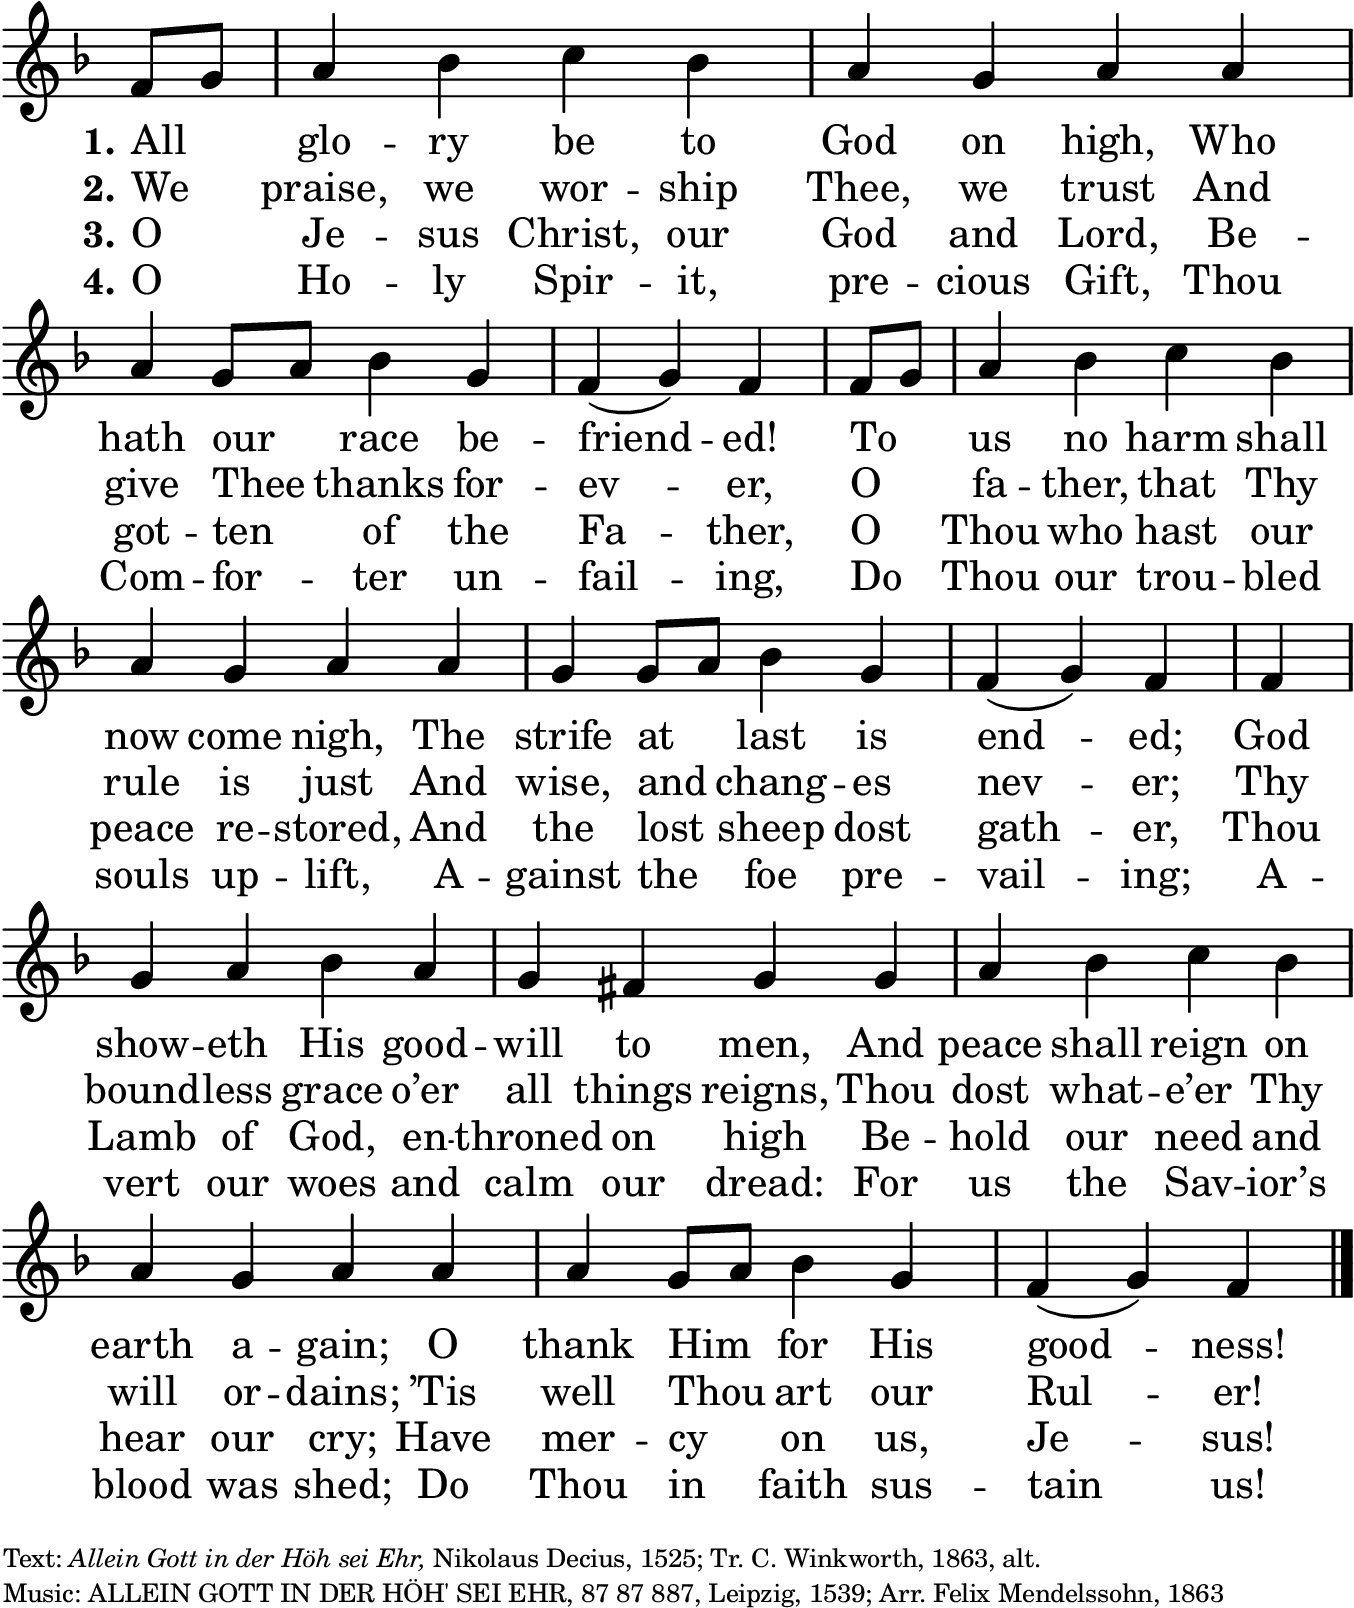 1. All glo -- ry be to God on high, Who
2. We praise, we wor -- ship Thee, we trust And
3. O Je -- sus Christ, our God and Lord, Be --
4. O Ho -- ly Spir -- it, pre -- cious Gift, Thou
hath our race be -- friend -- ed! To us no harm shall
give Thee thanks for -- ev -- er, O fa -- ther, that Thy
got -- ten of the Fa -- ther, O Thou who hast our
Com -- for -- ter un -- fail -- ing, Do Thou our trou -- bled
now come nigh, The strife at last is end -- ed; God
rule is just And wise, and chang -- es nev -- er; Thy
peace re -- stored, And the lost sheep dost gath -- er, Thou
souls up -- lift, A -- gainst the foe pre -- vail -- ing; A --
show -- eth His good -- will to men, And peace shall reign on
boundless grace o’er all things reigns, Thou dost what -- e’er Thy
Lamb of God, en -- throned on high Be -- hold our need and
vert our woes and calm our dread: For us the Sav -- ior’s
earth a -- gain; O thank Him for His good -- ness!
will or -- dains; ’Tis well Thou art our Rul -- er!
hear our cry; Have mer -- cy on us, Je -- sus!
blood was shed; Do Thou in faith sus -- tain us!
Text: Allein Gott in der Höh sei Ehr, Nikolaus Decius, 1525; Tr. C. Winkworth, 1863, alt.
Music: ALLEIN GOTT IN DER HÖH' SEI EHR, 87 87 887, Leipzig, 1539; Arr. Felix Mendelssohn, 1863